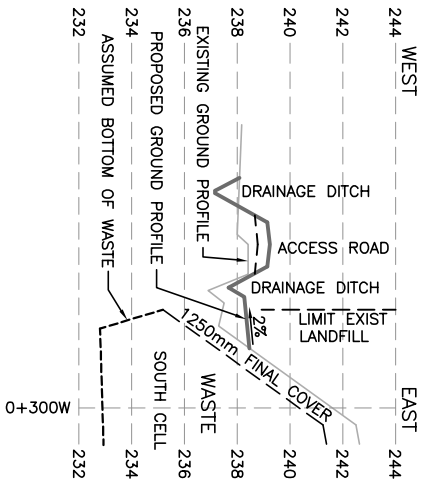 WEST
EAST
232
234
236
238
240
242
244
232
234
236
238
240
242
244
ASSUMED BOTTOM OF WASTE
PROPOSED GROUND PROFILE
EXISTING GROUND PROFILE
DRAINAGE DITCH
ACCESS ROAD
DRAINAGE DITCH
LIMIT EXIST
LANDFILL
2%
1250mm FINAL COVER
WASTE
SOUTH CELL
0+300W